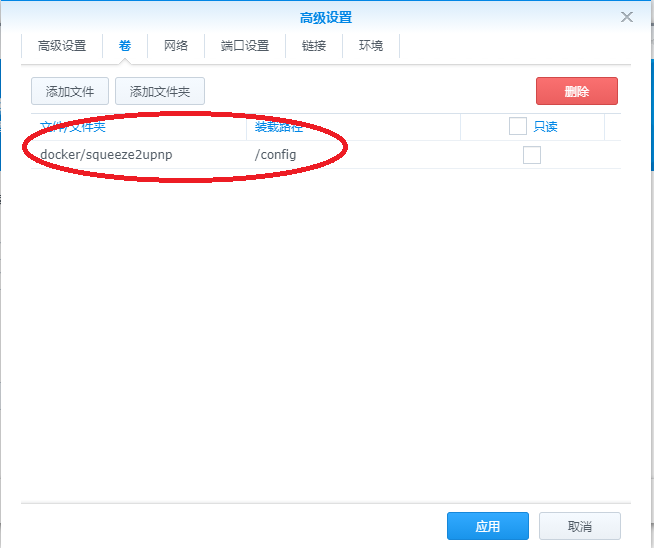 高级设置
高级设置 卷 网络 端口设置 链接 环境
添加文件 添加文件夹 删除
文件/文件夹 装载路径 只读
docker/squeeze2upnp /config
应用 取消